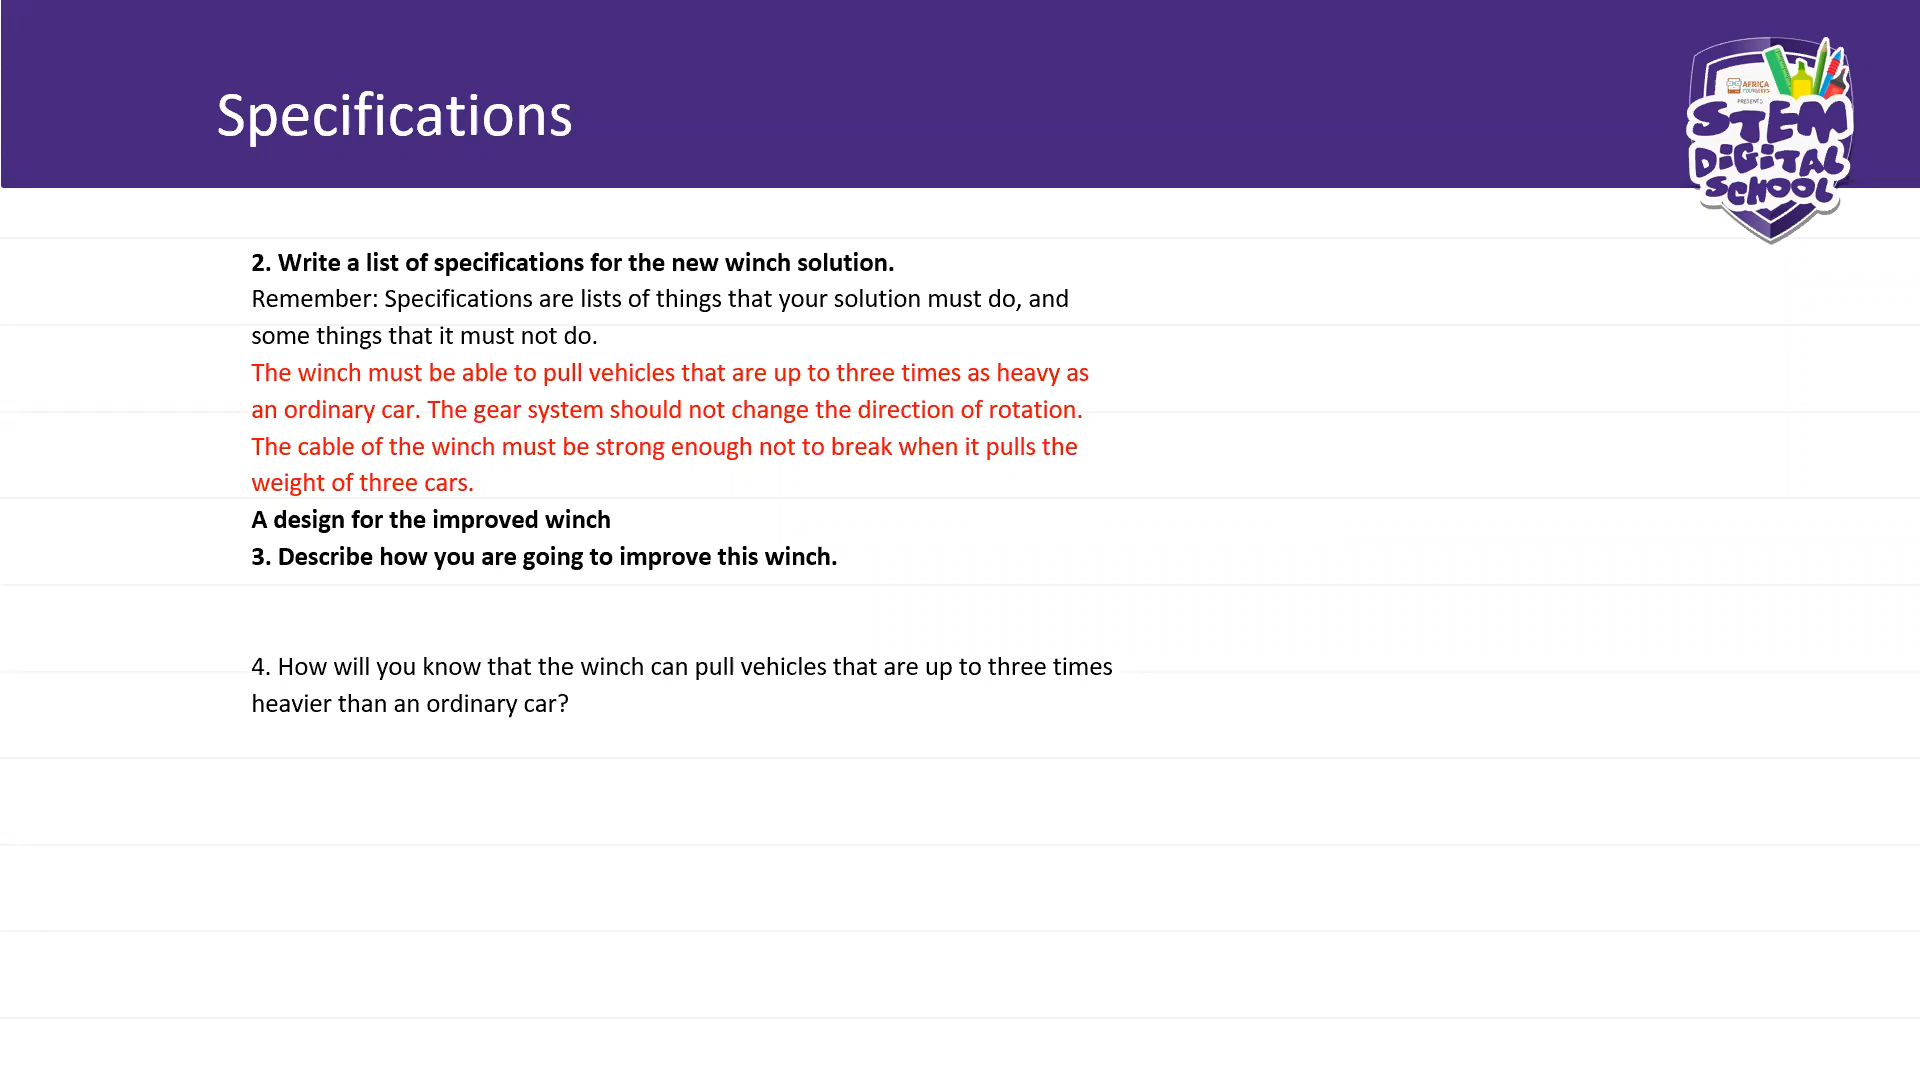 Specifications
AFRICA
PRESENTS
STEM
DIGITAL
SCHOOL
2. Write a list of specifications for the new winch solution.
Remember: Specifications are lists of things that your solution must do, and
some things that it must not do.
The winch must be able to pull vehicles that are up to three times as heavy as
an ordinary car. The gear system should not change the direction of rotation.
The cable of the winch must be strong enough not to break when it pulls the
weight of three cars.
A design for the improved winch
3. Describe how you are going to improve this winch.
4. How will you know that the winch can pull vehicles that are up to three times
heavier than an ordinary car?